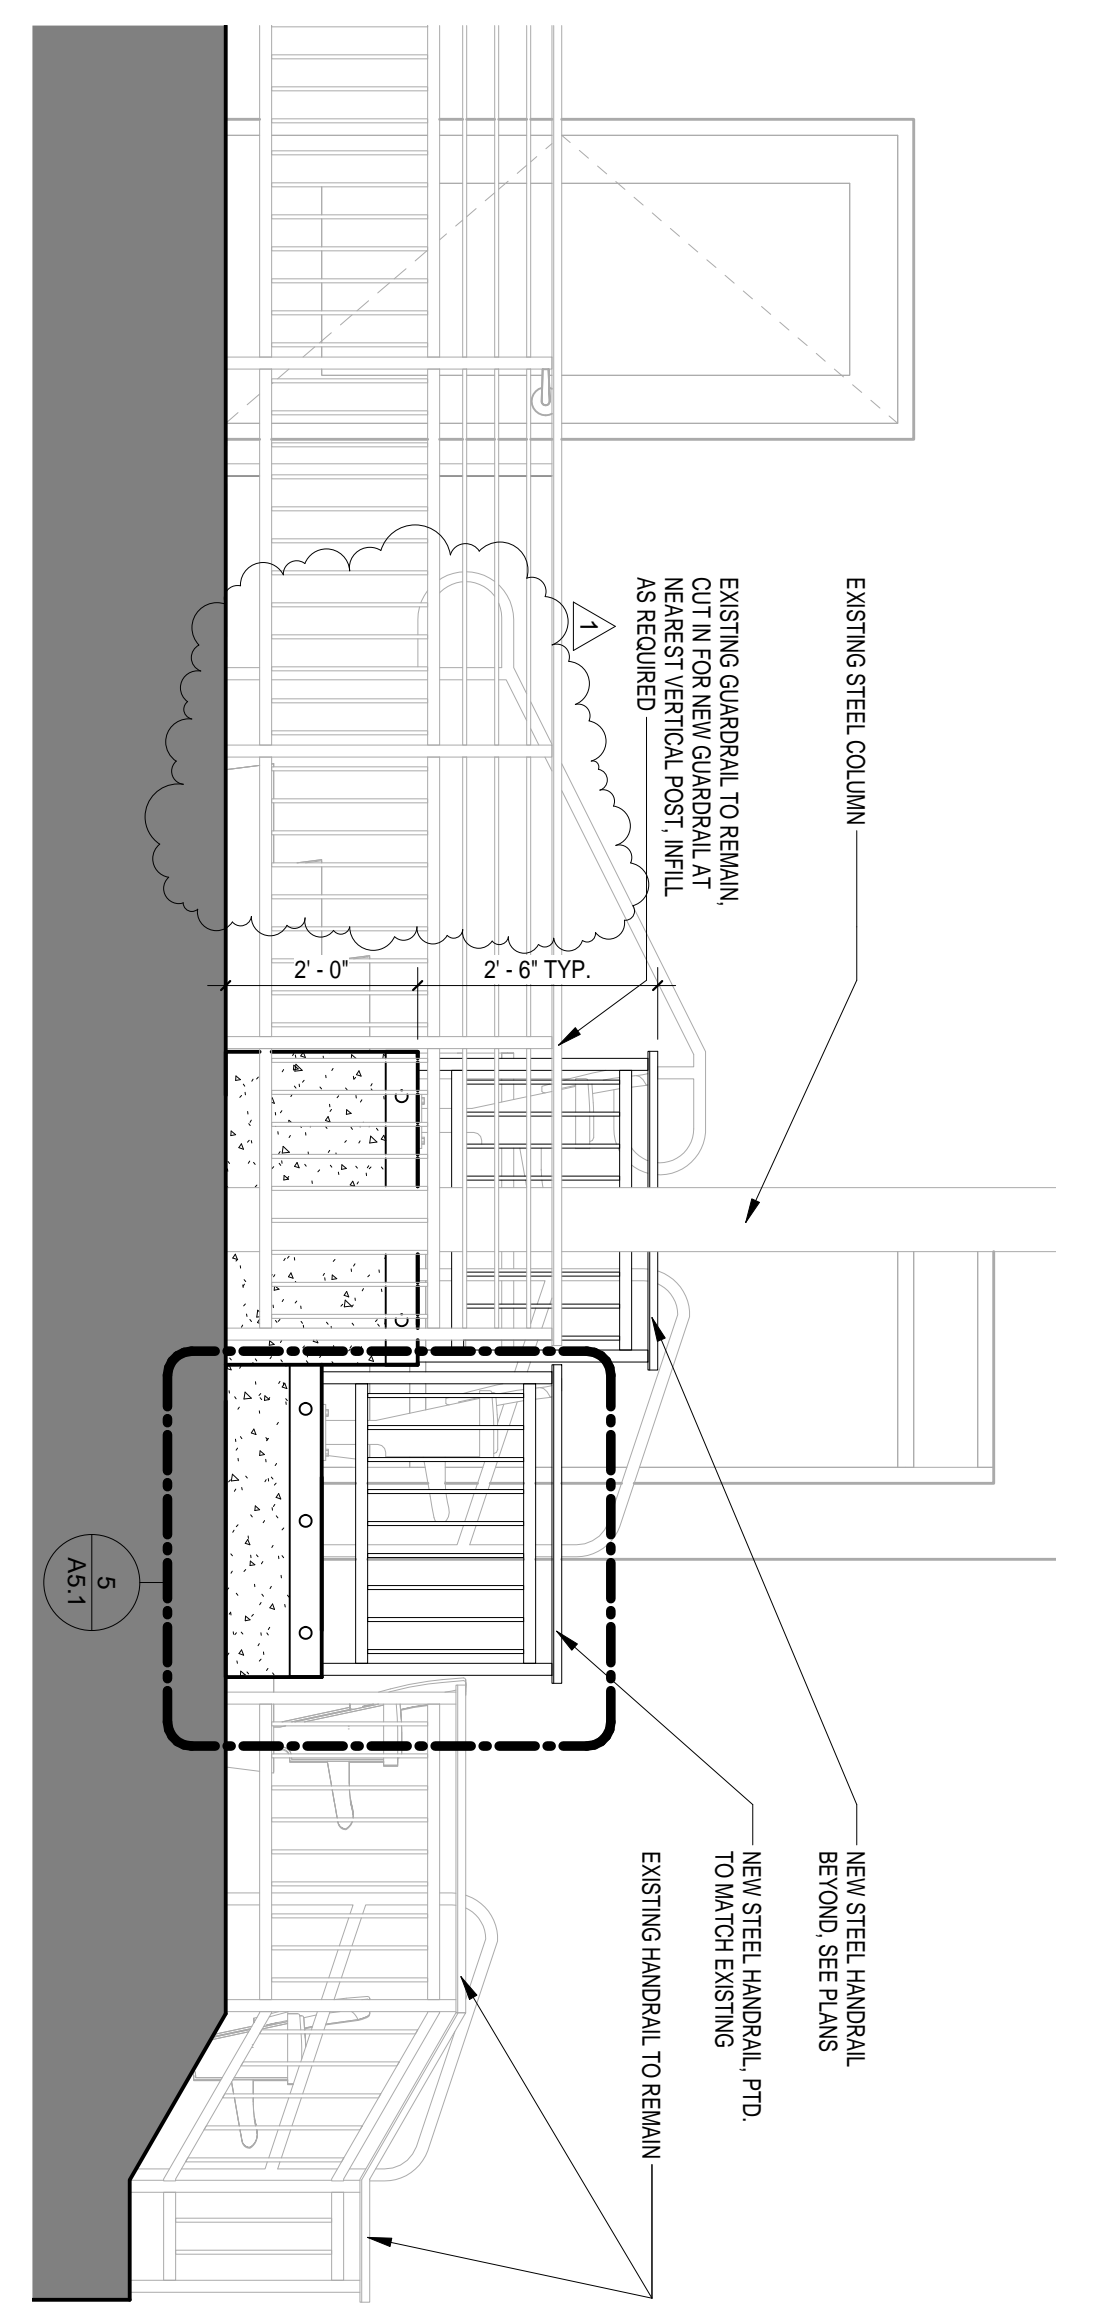 EXISTING STEEL COLUMN
EXISTING GUARDRAIL TO REMAIN,
CUT IN FOR NEW GUARDRAIL AT
NEAREST VERTICAL POST, INFILL
AS REQUIRED
1
2' - 0"
2' - 6" TYP.
NEW STEEL HANDRAIL
BEYOND, SEE PLANS
NEW STEEL HANDRAIL, PTD.
TO MATCH EXISTING
EXISTING HANDRAIL TO REMAIN
5
A5.1